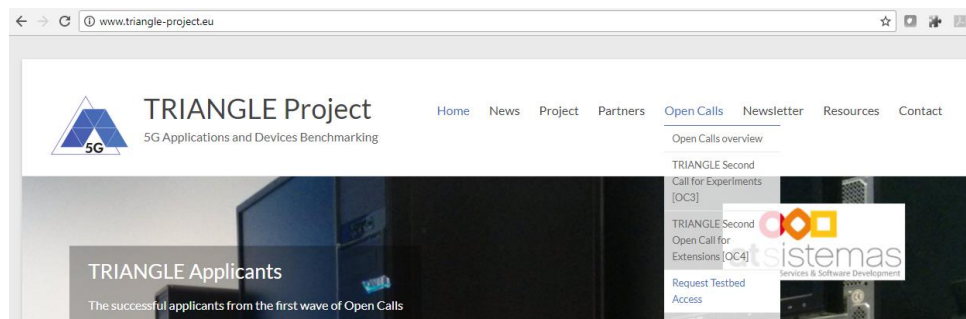 www.triangle-project.eu
TRIANGLE Project
5G Applications and Devices Benchmarking
5G
Home News Project Partners Open Calls Newsletter Resources Contact
Open Calls overview
TRIANGLE Second
Call for Experiments
[OC3]
TRIANGLE Second
Open Call for
Extensions [OC4]
Request Testbed
Access
atsistemas
Services & Software Development
TRIANGLE Applicants
The successful applicants from the first wave of Open Calls